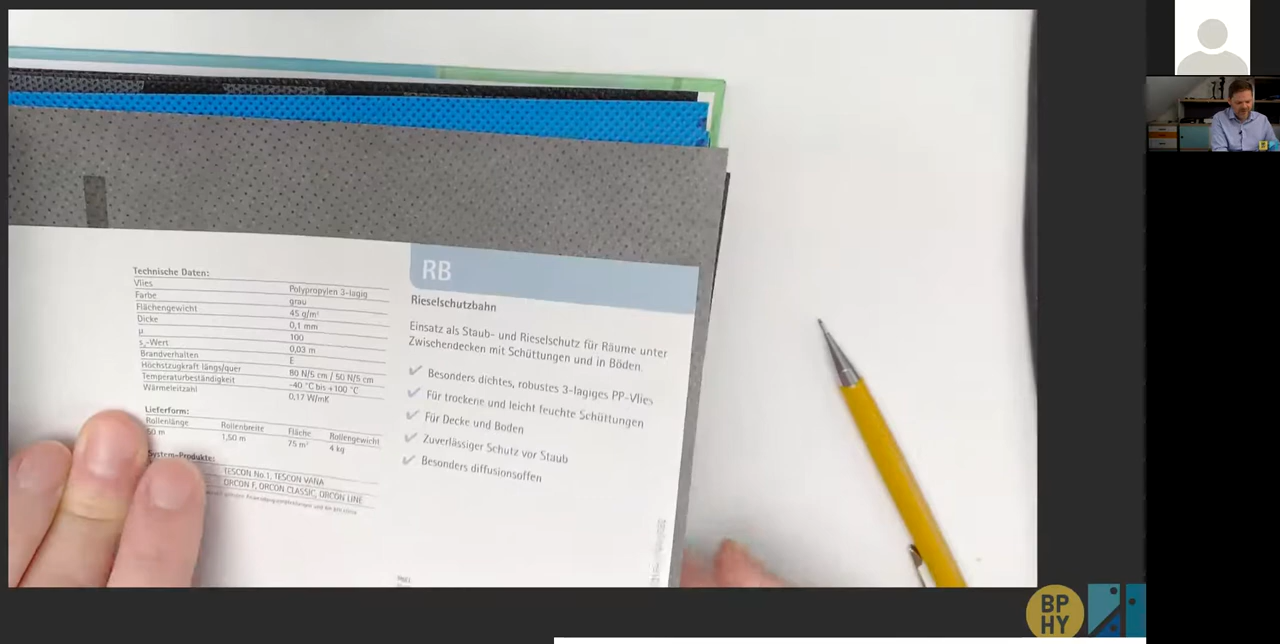 Technische Daten:
Vlies Polypropylen 3-lagig
Farbe grau
Flächengewicht 45 g/m²
Dicke 0,1 mm
μ 100
sd-Wert 0,03 m
Brandverhalten E
Höchstzugkraft längs/quer 80 N/5 cm / 50 N/5 cm
Temperaturbeständigkeit -40 °C bis +100 °C
Wärmeleitzahl 0,17 W/mK
Lieferform:
Rollenlänge Rollenbreite Fläche Rollengewicht
50 m 1,50 m 75 m² 4 kg
System-Produkte:
TESCON No.1, TESCON VANA
ORCON F, ORCON CLASSIC, ORCON LINE
RB
Rieselschutzbahn
Einsatz als Staub- und Rieselschutz für Räume unter
Zwischendecken mit Schüttungen und in Böden.
✓ Besonders dichtes, robustes 3-lagiges PP-Vlies
✓ Für trockene und leicht feuchte Schüttungen
✓ Für Decke und Boden
✓ Zuverlässiger Schutz vor Staub
✓ Besonders diffusionsoffen
BP
HY